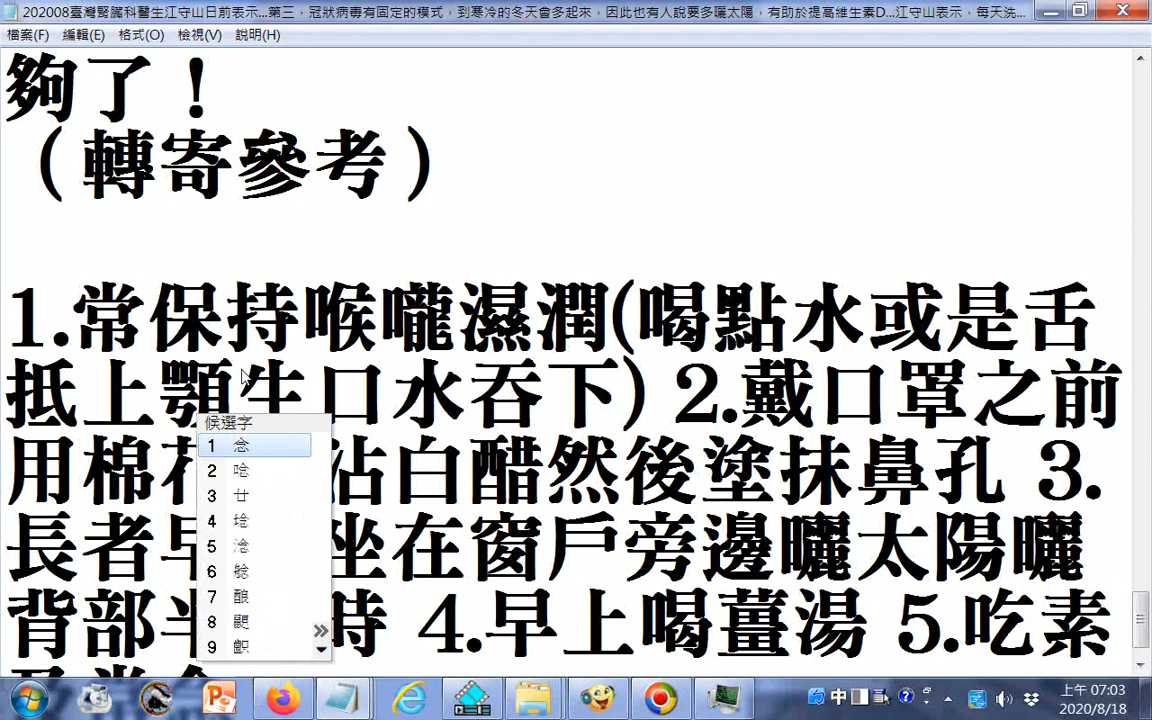 202008臺灣腎臟科醫生江守山日前表示...第三，冠狀病毒有固定的模式，到寒冷的冬天會多起來，因此也有人說要多曬太陽，有助於提高維生素D...江守山表示，每天洗...
檔案(F) 編輯(E) 格式(O) 檢視(V) 說明(H)
夠了！
（轉寄參考）
1.常保持喉嚨濕潤(喝點水或是舌
抵上顎生口水吞下) 2.戴口罩之前
用棉花 沾白醋然後塗抹鼻孔 3.
長者早 坐在窗戶旁邊曬太陽曬
背部半 時 4.早上喝薑湯 5.吃素
候選字
1 念
2 唸
3 廿
4 埝
5 淰
6 艌
7 釀
中
上午 07:03
2020/8/18